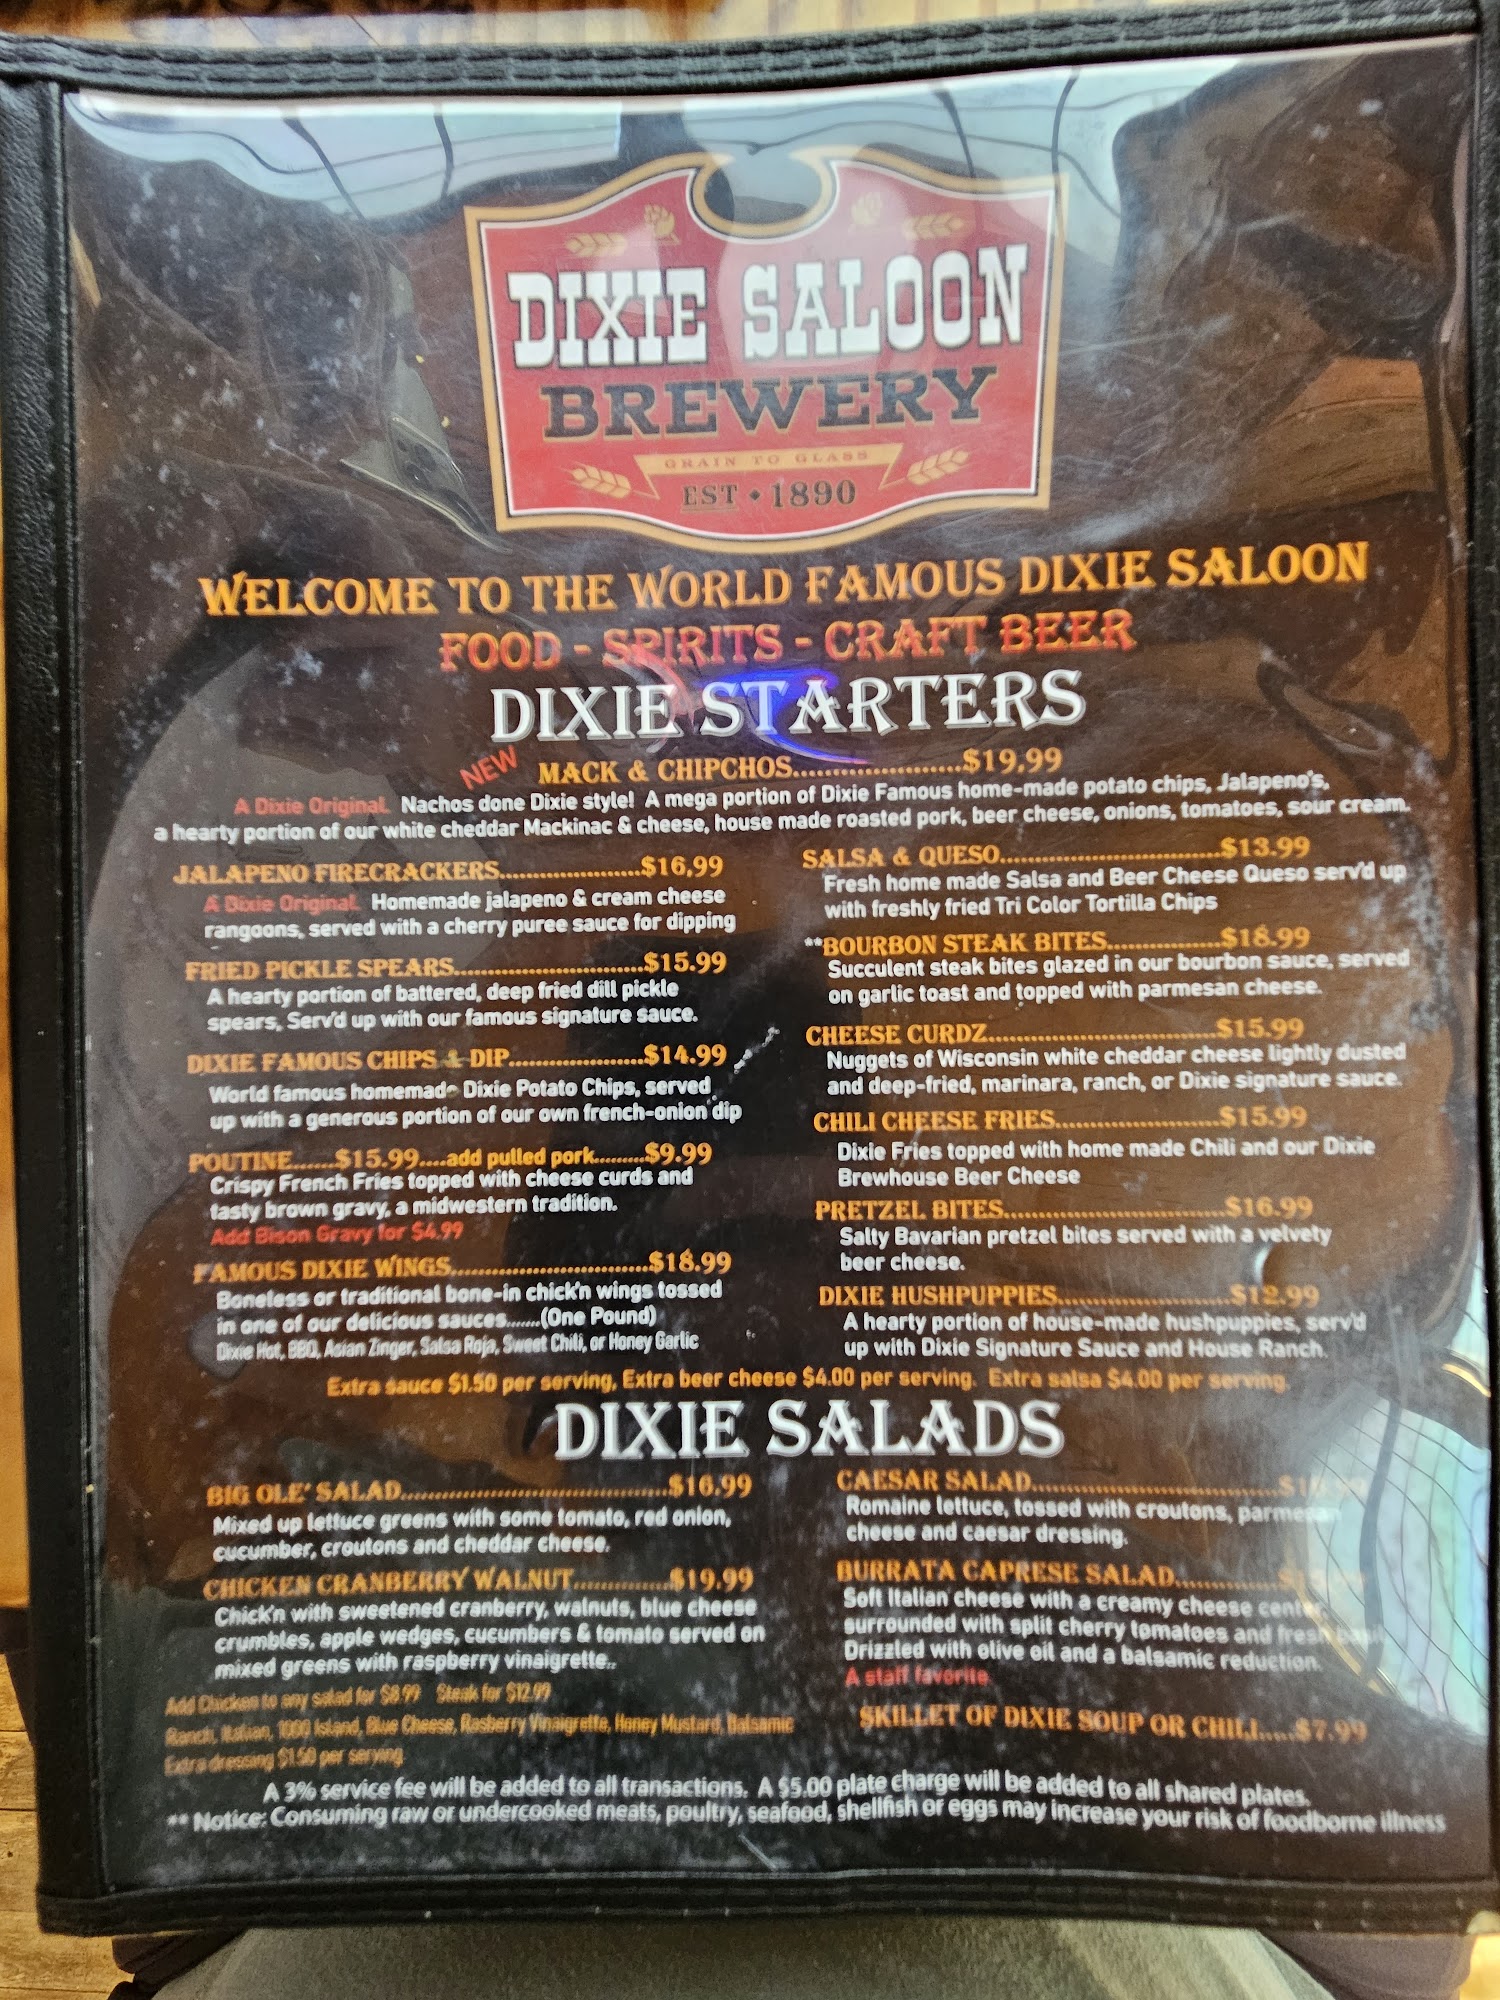 DIXIE SALOON
BREWERY
GRAIN TO GLASS
EST • 1890
WELCOME TO THE WORLD FAMOUS DIXIE SALOON
FOOD - SPIRITS - CRAFT BEER
DIXIE STARTERS
NEW MACK & CHIPCHOS.....................$19.99
A Dixie Original. Nachos done Dixie style! A mega portion of Dixie Famous home-made potato chips, Jalapeno's,
a hearty portion of our white cheddar Mackinac & cheese, house made roasted pork, beer cheese, onions, tomatoes, sour cream.
JALAPENO FIRECRACKERS.....................$16.99
A Dixie Original. Homemade jalapeno & cream cheese
rangoons, served with a cherry puree sauce for dipping
FRIED PICKLE SPEARS............................$15.99
A hearty portion of battered, deep fried dill pickle
spears, Serv'd up with our famous signature sauce.
DIXIE FAMOUS CHIPS & DIP....................$14.99
World famous homemade Dixie Potato Chips, served
up with a generous portion of our own french-onion dip
POUTINE......$15.99....add pulled pork.........$9.99
Crispy French Fries topped with cheese curds and
tasty brown gravy, a midwestern tradition.
Add Bison Gravy for $4.99
FAMOUS DIXIE WINGS.............................$18.99
Boneless or traditional bone-in chick'n wings tossed
in one of our delicious sauces.......(One Pound)
Dixie Hot, BBQ, Asian Zinger, Salsa Roja, Sweet Chili, or Honey Garlic
SALSA & QUESO................................$13.99
Fresh home made Salsa and Beer Cheese Queso serv'd up
with freshly fried Tri Color Tortilla Chips
**BOURBON STEAK BITES.................$18.99
Succulent steak bites glazed in our bourbon sauce, served
on garlic toast and topped with parmesan cheese.
CHEESE CURDZ..................................$15.99
Nuggets of Wisconsin white cheddar cheese lightly dusted
and deep-fried, marinara, ranch, or Dixie signature sauce.
CHILI CHEESE FRIES........................$15.99
Dixie Fries topped with home made Chili and our Dixie
Brewhouse Beer Cheese
PRETZEL BITES.................................$16.99
Salty Bavarian pretzel bites served with a velvety
beer cheese.
DIXIE HUSHPUPPIES.........................$12.99
A hearty portion of house-made hushpuppies, serv'd
up with Dixie Signature Sauce and House Ranch.
Extra sauce $1.50 per serving, Extra beer cheese $4.00 per serving. Extra salsa $4.00 per serving.
DIXIE SALADS
BIG OLE' SALAD.......................................$16.99
Mixed up lettuce greens with some tomato, red onion,
cucumber, croutons and cheddar cheese.
CHICKEN CRANBERRY WALNUT..............$19.99
Chick'n with sweetened cranberry, walnuts, blue cheese
crumbles, apple wedges, cucumbers & tomato served on
mixed greens with raspberry vinaigrette..
Add Chicken to any salad for $8.99 Steak for $12.99
Ranch, Italian, 1000 Island, Blue Cheese, Rasberry Vinaigrette, Honey Mustard, Balsamic
Extra dressing $1.50 per serving.
CAESAR SALAD....................................
Romaine lettuce, tossed with croutons, parmesan
cheese and caesar dressing.
BURRATA CAPRESE SALAD...............
Soft Italian cheese with a creamy cheese center,
surrounded with split cherry tomatoes and fresh basil.
Drizzled with olive oil and a balsamic reduction.
A staff favorite.
SKILLET OF DIXIE SOUP OR CHILI.....$7.99
A 3% service fee will be added to all transactions. A $5.00 plate charge will be added to all shared plates.
** Notice: Consuming raw or undercooked meats, poultry, seafood, shellfish or eggs may increase your risk of foodborne illness